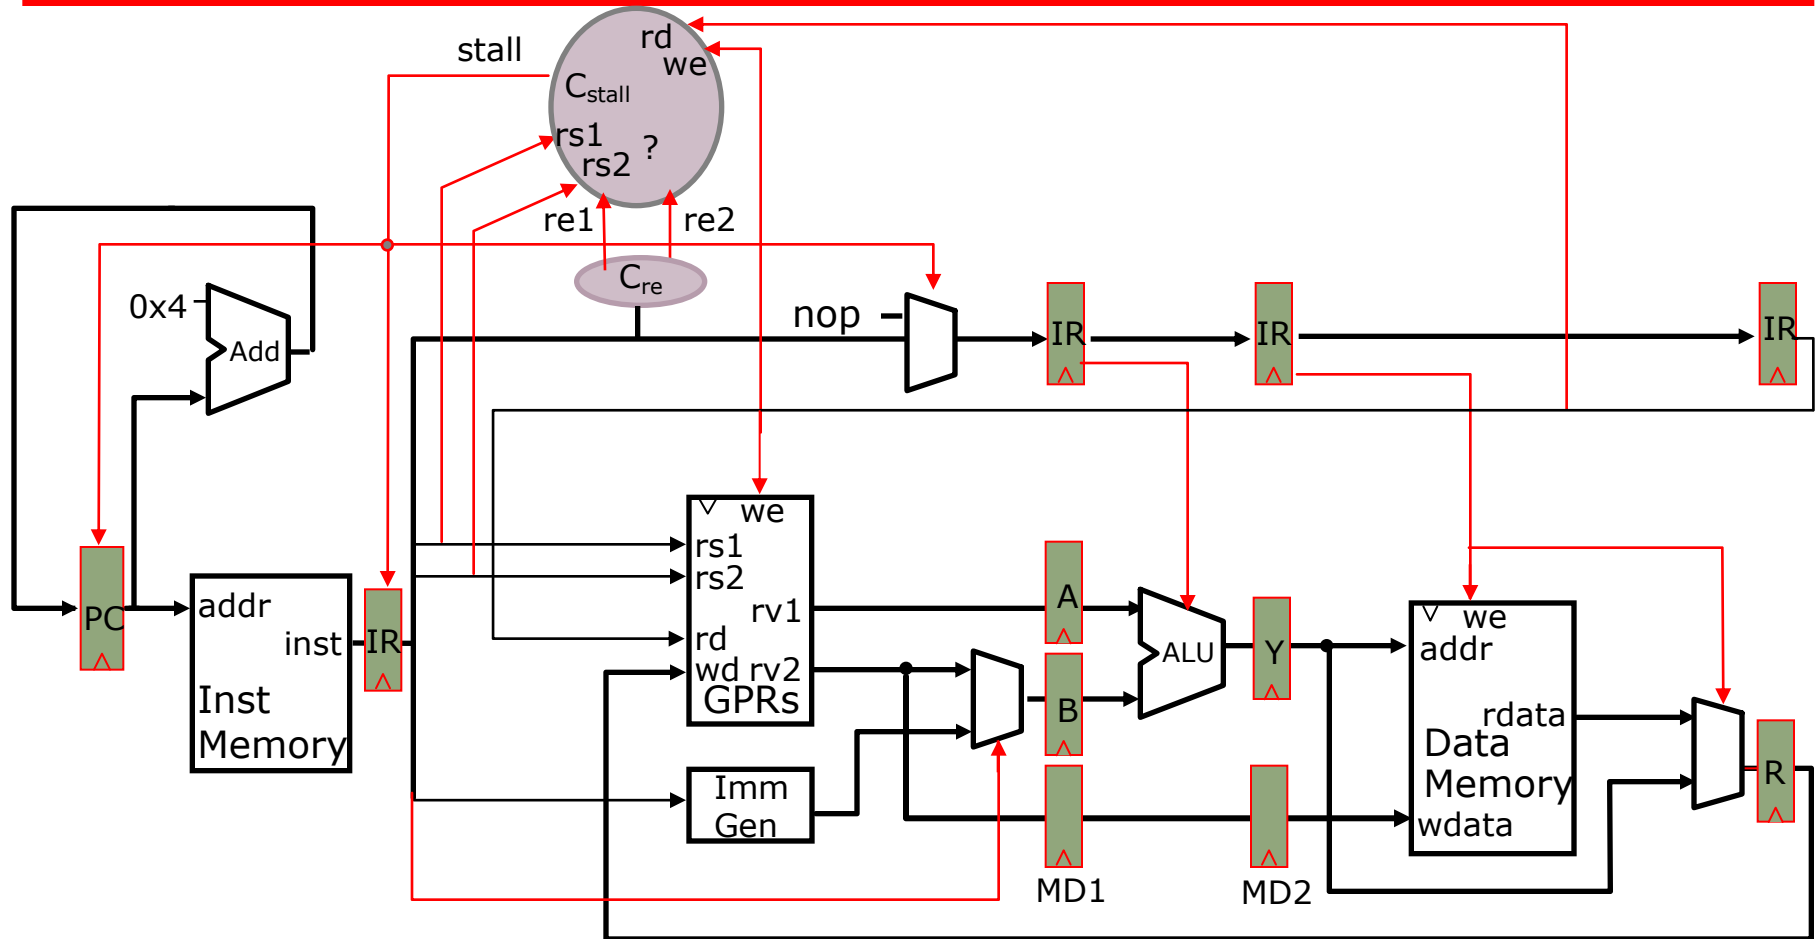 stall
rd
we
C_stall
rs1
rs2
?
re1
re2
C_re
0x4
Add
nop
IR
IR
IR
we
rs1
rs2
rv1
rd
wd rv2
GPRs
PC
addr
inst
Inst
Memory
IR
A
B
ALU
Y
we
addr
rdata
Data
Memory
wdata
R
Imm
Gen
MD1
MD2